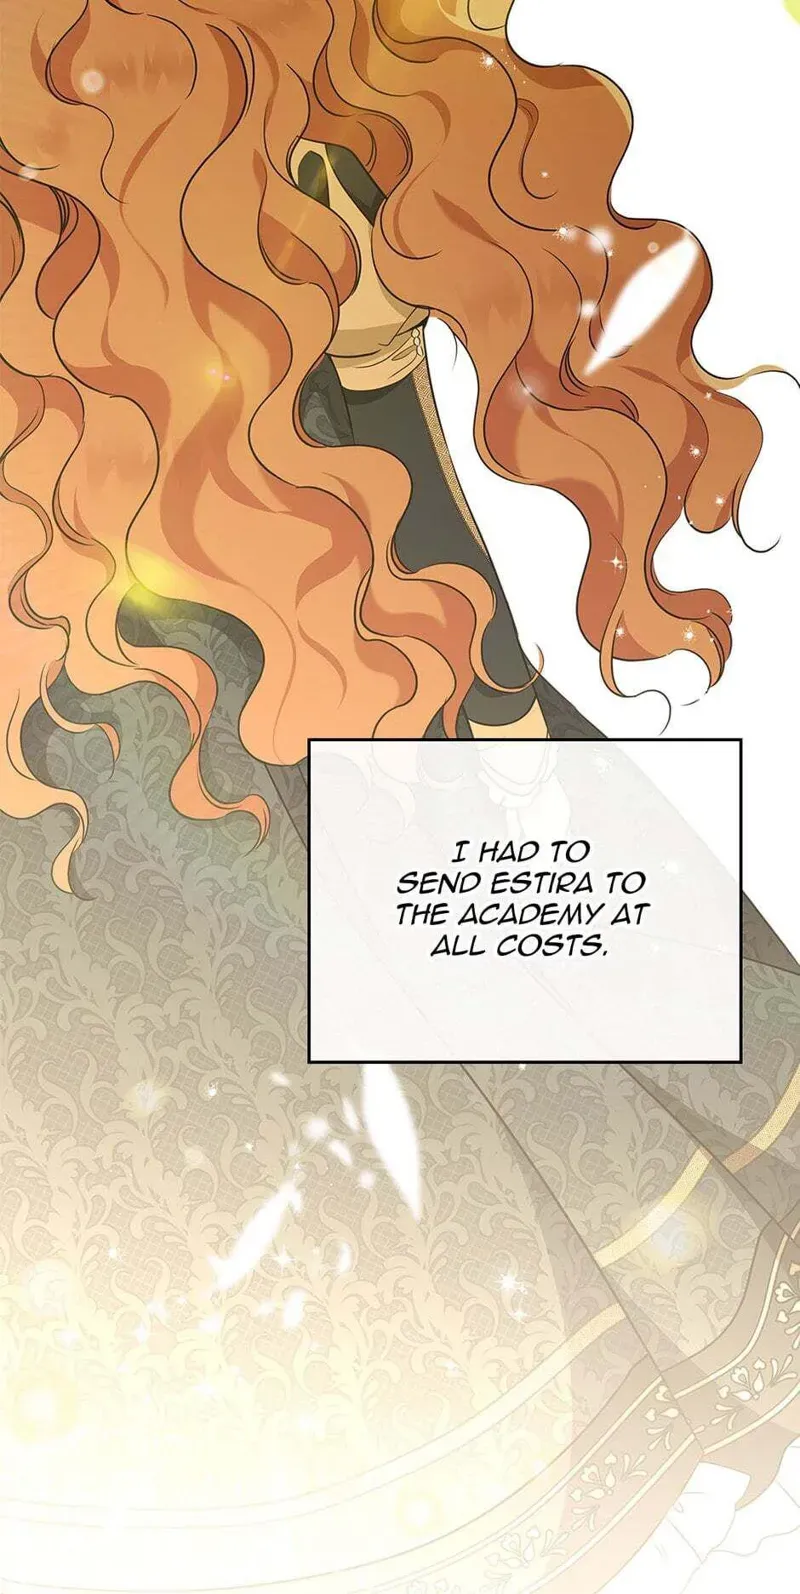 I HAD TO
SEND ESTIRA TO
THE ACADEMY AT
ALL COSTS.